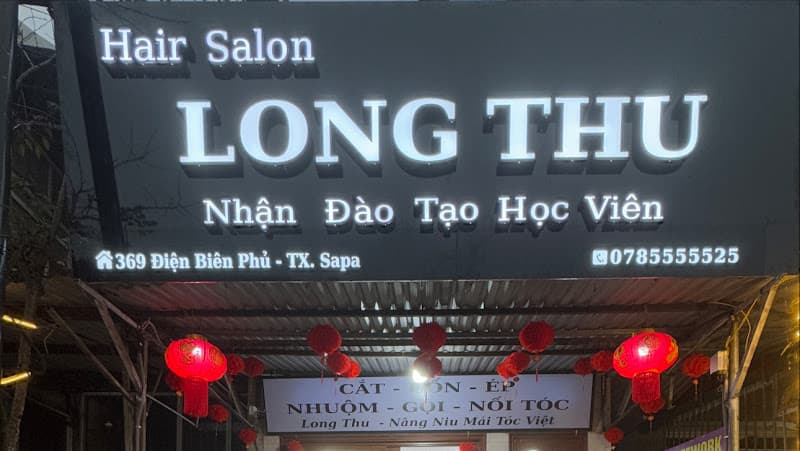 Hair Salon
LONG THU
Nhận Đào Tạo Học Viên
369 Điện Biên Phủ - TX. Sapa
0785555525
CẮT - UỐN - ÉP
NHUỘM - GỘI - NỐI TÓC
Long Thu - Nâng Niu Mái Tóc Việt